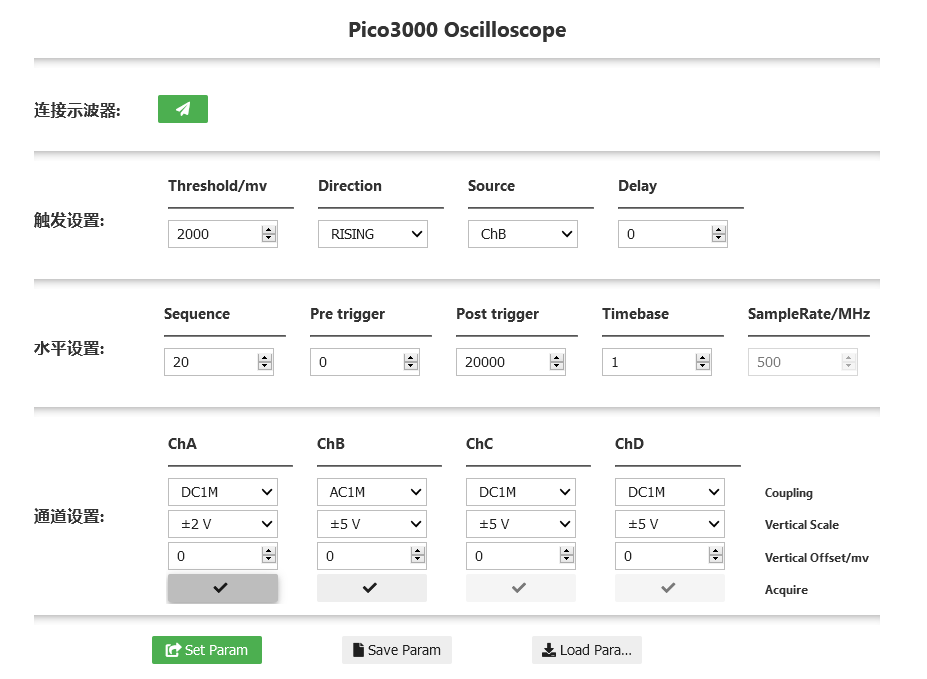 Pico3000 Oscilloscope
连接示波器:
Threshold/mv Direction Source Delay
触发设置:
2000 RISING ChB 0
Sequence Pre trigger Post trigger Timebase SampleRate/MHz
水平设置:
20 0 20000 1 500
ChA ChB ChC ChD
DC1M AC1M DC1M DC1M Coupling
通道设置:
±2 V ±5 V ±5 V ±5 V Vertical Scale
0 0 0 0 Vertical Offset/mv
Acquire
Set Param Save Param Load Para...